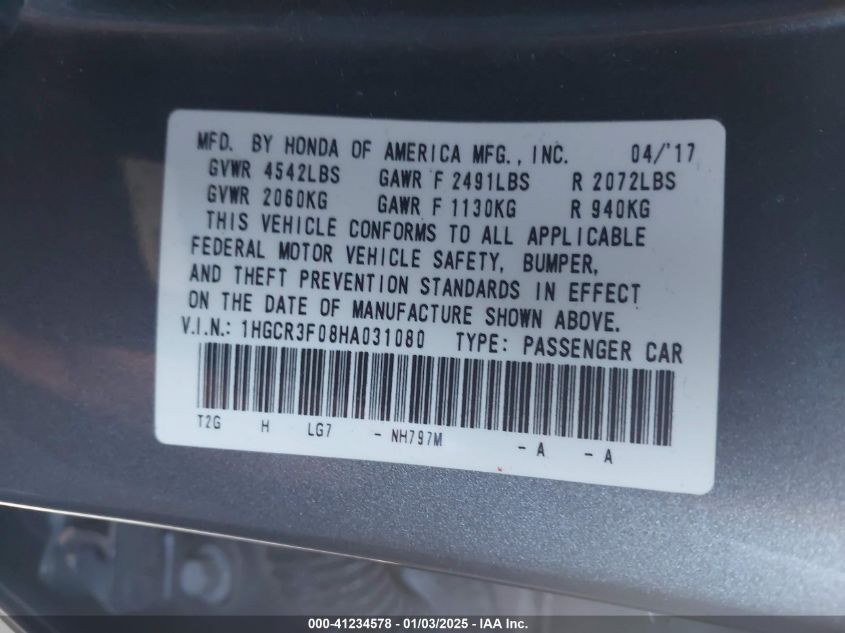 MFD. BY HONDA OF AMERICA MFG., INC. 04/'17
GVWR 4542LBS GAWR F 2491LBS R 2072LBS
GVWR 2060KG GAWR F 1130KG R 940KG
THIS VEHICLE CONFORMS TO ALL APPLICABLE
FEDERAL MOTOR VEHICLE SAFETY, BUMPER,
AND THEFT PREVENTION STANDARDS IN EFFECT
ON THE DATE OF MANUFACTURE SHOWN ABOVE.
V.I.N.: 1HGCR3F08HA031080 TYPE: PASSENGER CAR
T2G H LG7 - NH797M - A - A
000-41234578 — 01/03/2025 — IAA Inc.